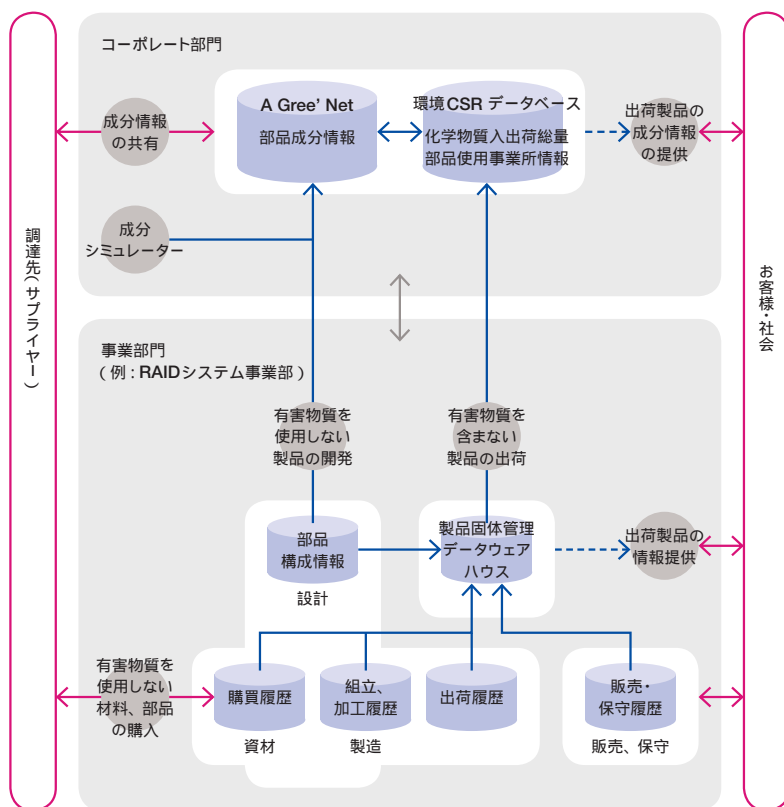 コーポレート部門
A Gree' Net
部品成分情報
環境CSR データベース
化学物質入出荷総量
部品使用事業所情報
成分情報
の共有
出荷製品の
成分情報
の提供
成分
シミュレーター
調達先(サプライヤー)
お客様・社会
事業部門
(例:RAIDシステム事業部)
有害物質を
使用しない
製品の開発
有害物質を
含まない
製品の出荷
部品
構成情報
設計
製品固体管理
データウェア
ハウス
出荷製品の
情報提供
有害物質を
使用しない
材料、部品
の購入
購買履歴
資材
組立、
加工履歴
製造
出荷履歴
販売・
保守履歴
販売、保守